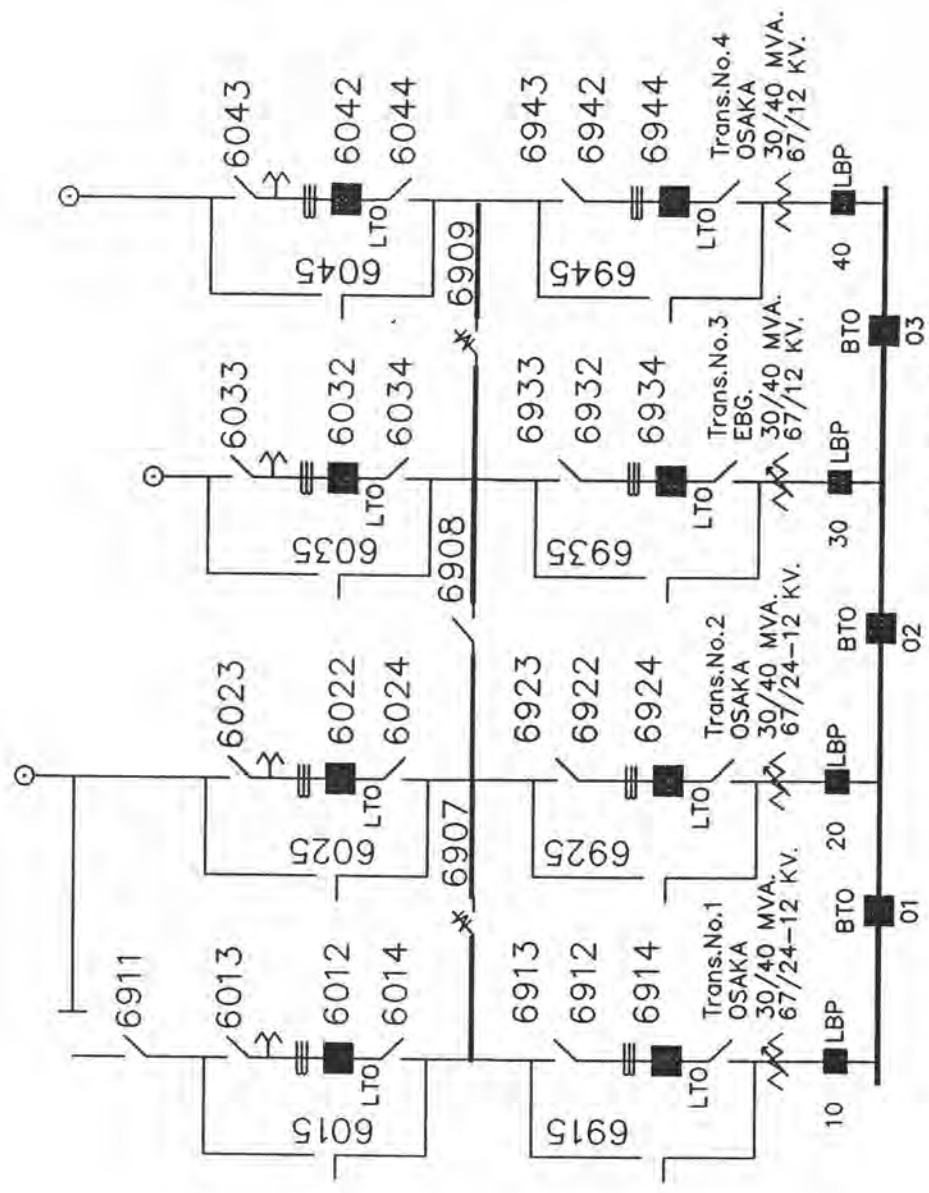 6911
6013
6012
LTO
6014
6015
6023
6022
LTO
6024
6025
6033
6032
LTO
6034
6035
6043
6042
LTO
6044
6045
6907
6908
6909
6913
6912
6914
LTO
6915
Trans.No.1
OSAKA
30/40 MVA.
67/24-12 KV.
6923
6922
6924
LTO
6925
Trans.No.2
OSAKA
30/40 MVA.
67/24-12 KV.
6933
6932
6934
LTO
6935
Trans.No.3
EBG.
30/40 MVA.
67/12 KV.
6943
6942
6944
LTO
6945
Trans.No.4
OSAKA
30/40 MVA.
67/12 KV.
10
LBP
20
LBP
30
LBP
40
LBP
BTO
01
BTO
02
BTO
03